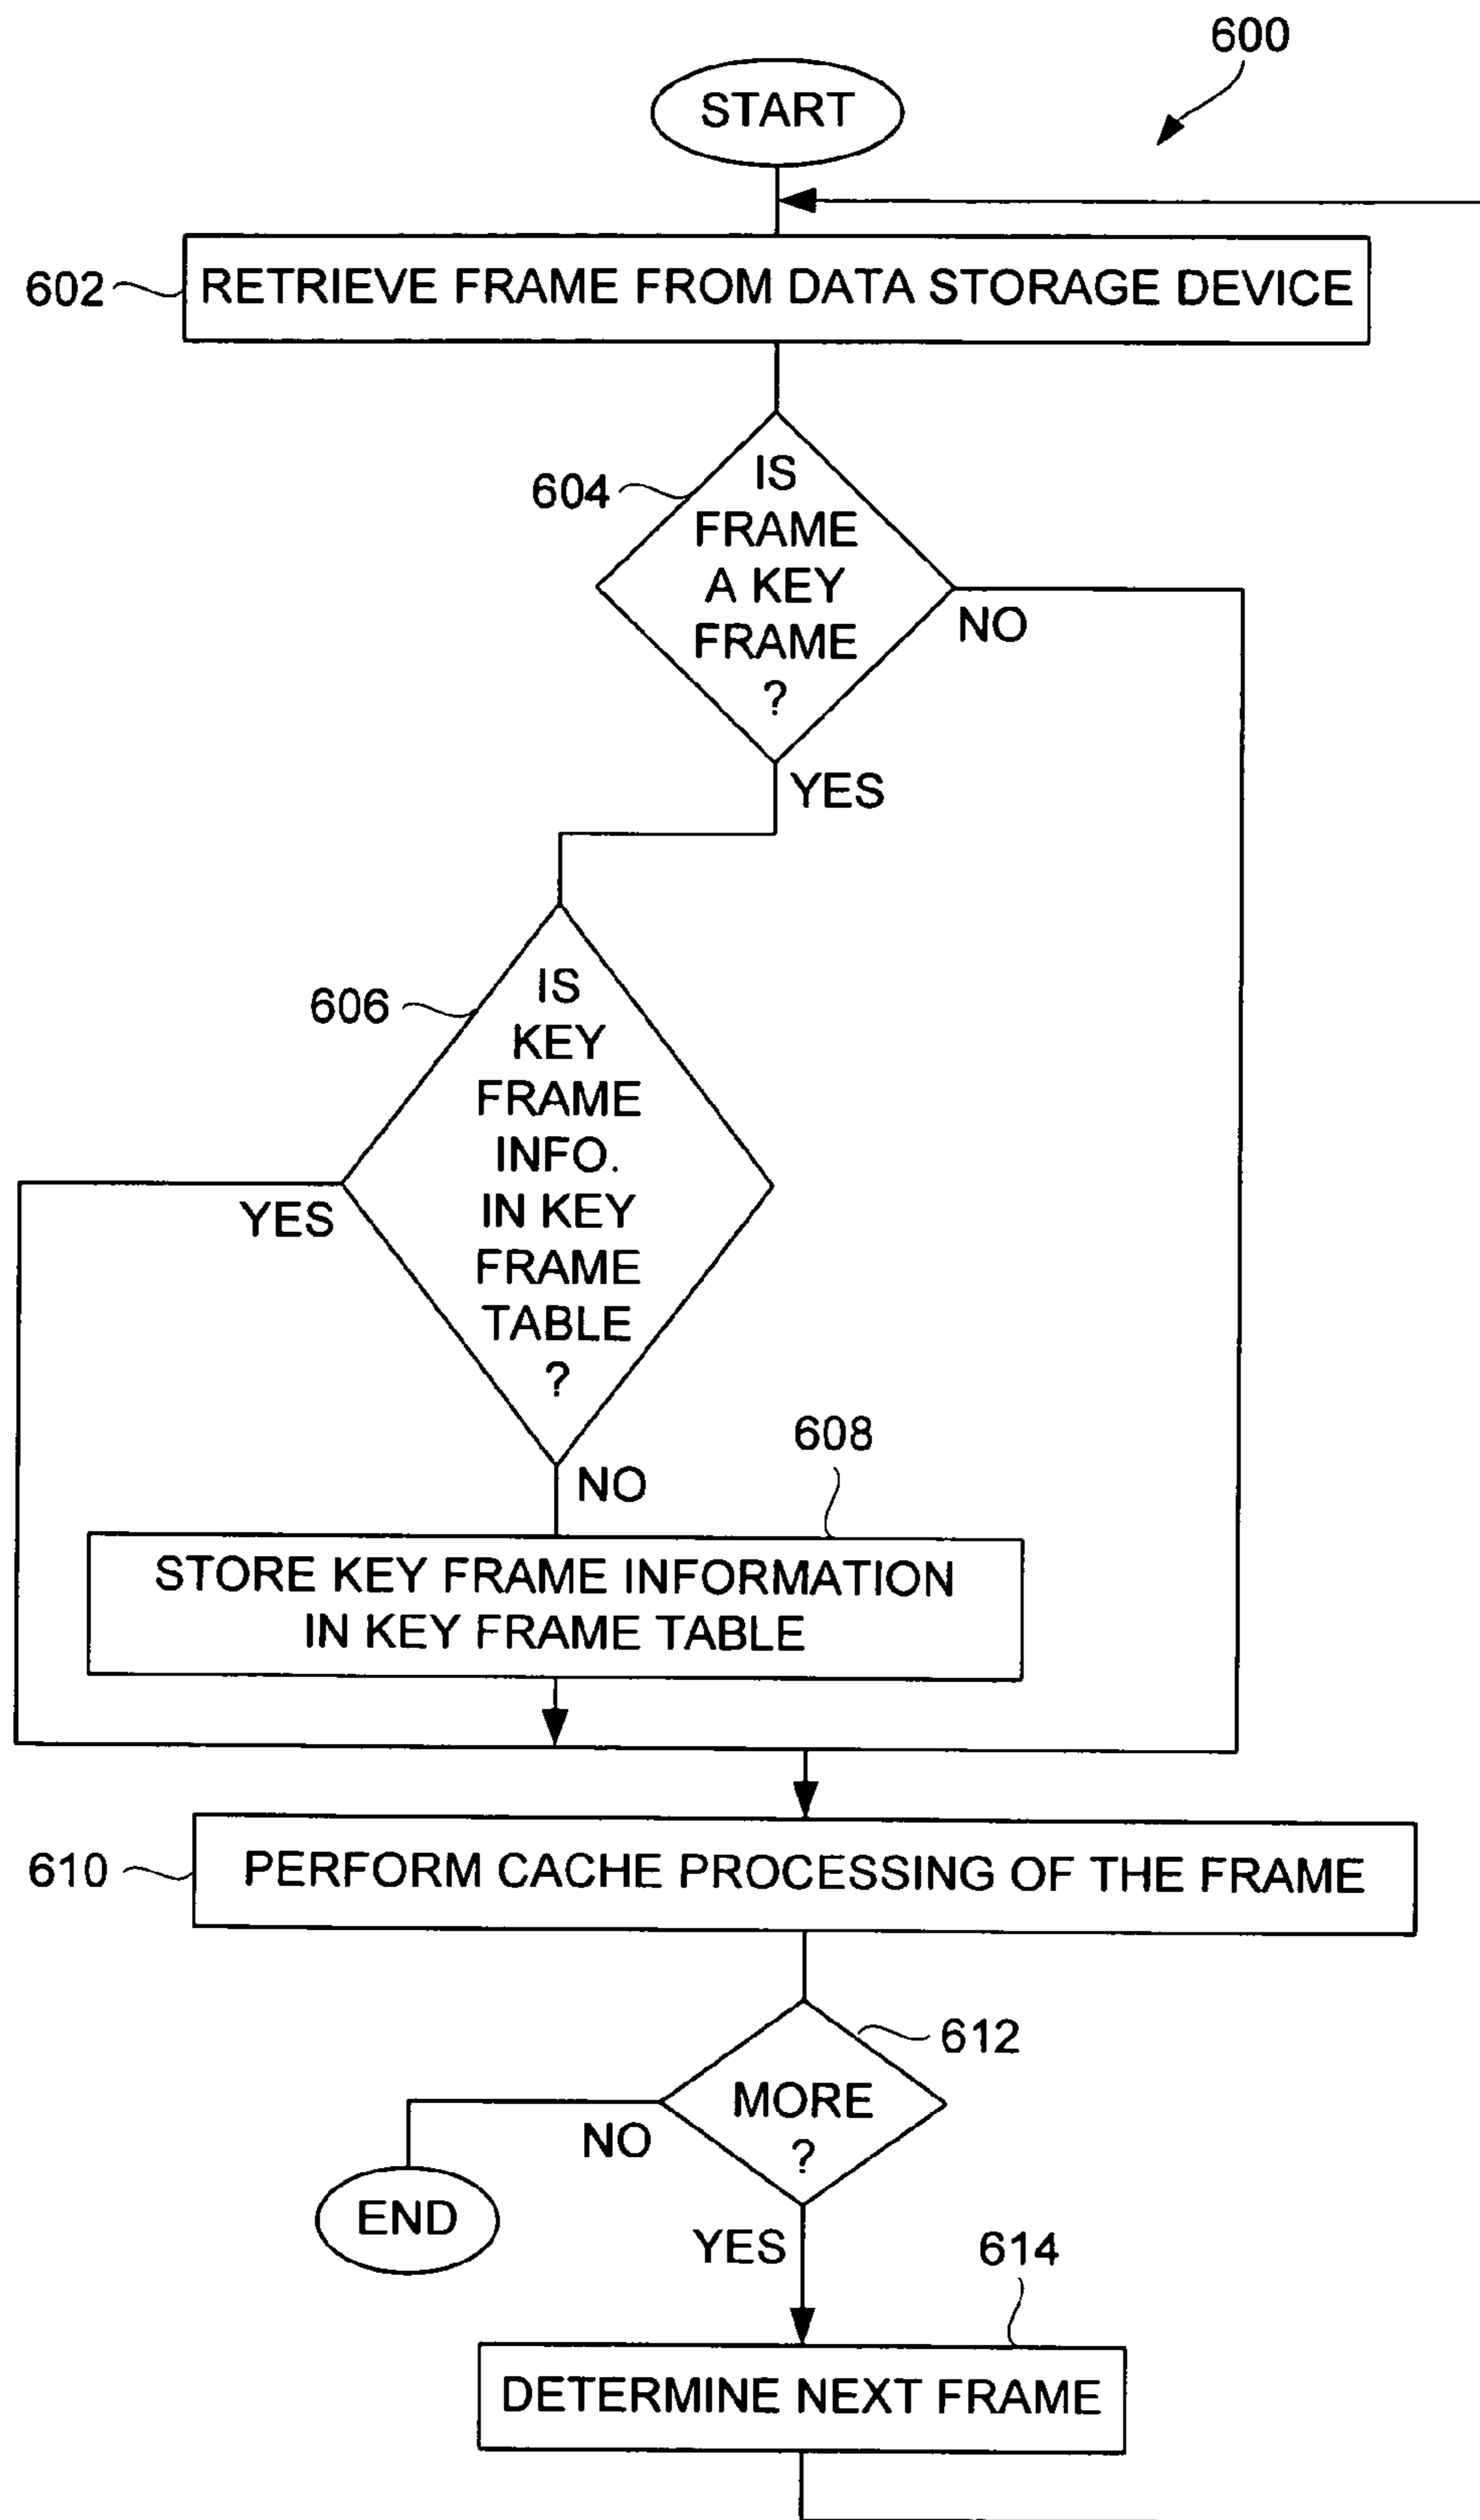 600
START
602
RETRIEVE FRAME FROM DATA STORAGE DEVICE
604
IS
FRAME
A KEY
FRAME
?
NO
YES
606
IS
KEY
FRAME
INFO.
IN KEY
FRAME
TABLE
?
YES
NO
608
STORE KEY FRAME INFORMATION
IN KEY FRAME TABLE
610
PERFORM CACHE PROCESSING OF THE FRAME
612
MORE
?
NO
END
YES
614
DETERMINE NEXT FRAME